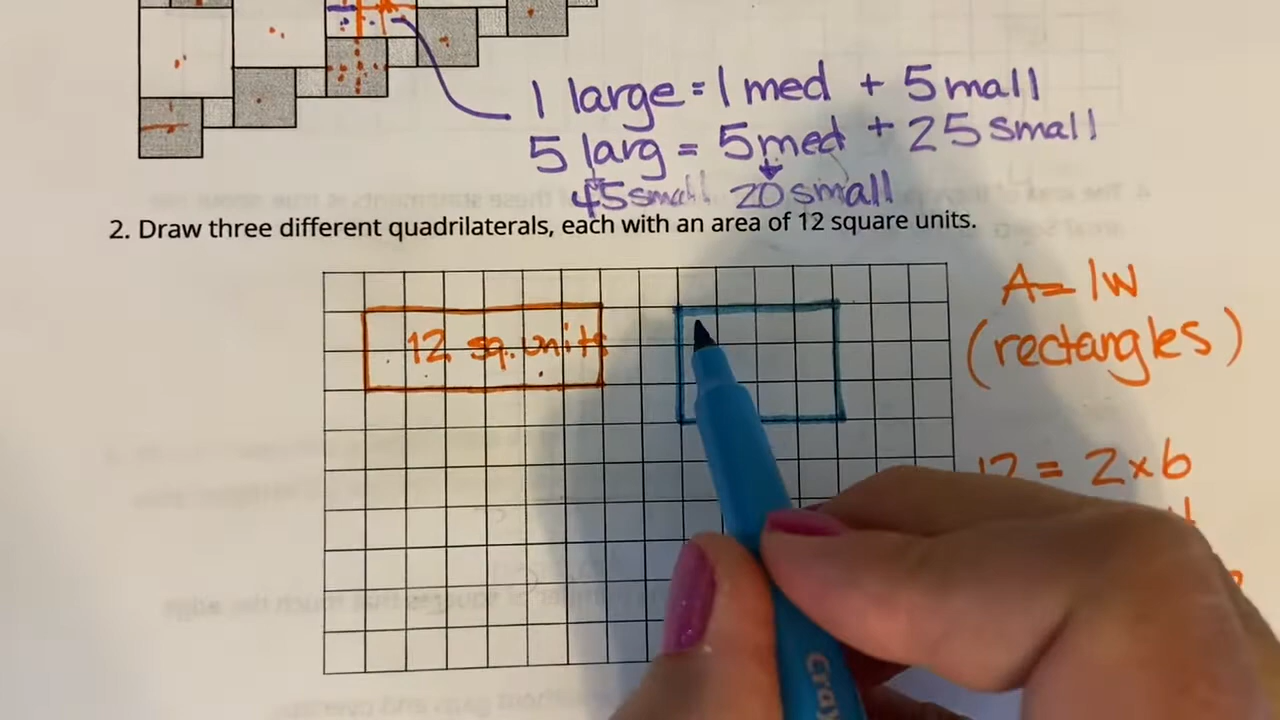 1 large = 1 med + 5 mall
5 larg = 5 med + 25 small
45 small 20 small
2. Draw three different quadrilaterals, each with an area of 12 square units.
A = lw
(rectangles)
12 sq. units
12 = 2 × 6
Cray